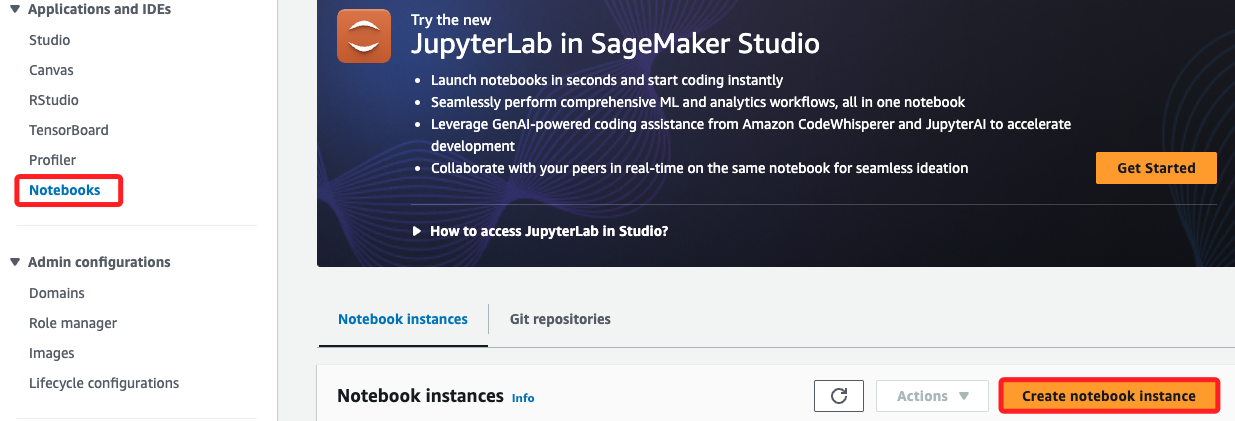 Applications and IDEs
Studio
Canvas
RStudio
TensorBoard
Profiler
Notebooks
Admin configurations
Domains
Role manager
Images
Lifecycle configurations
Try the new
JupyterLab in SageMaker Studio
Launch notebooks in seconds and start coding instantly
Seamlessly perform comprehensive ML and analytics workflows, all in one notebook
Leverage GenAI-powered coding assistance from Amazon CodeWhisperer and JupyterAI to accelerate
development
Collaborate with your peers in real-time on the same notebook for seamless ideation
Get Started
How to access JupyterLab in Studio?
Notebook instances
Git repositories
Notebook instances Info
Actions
Create notebook instance